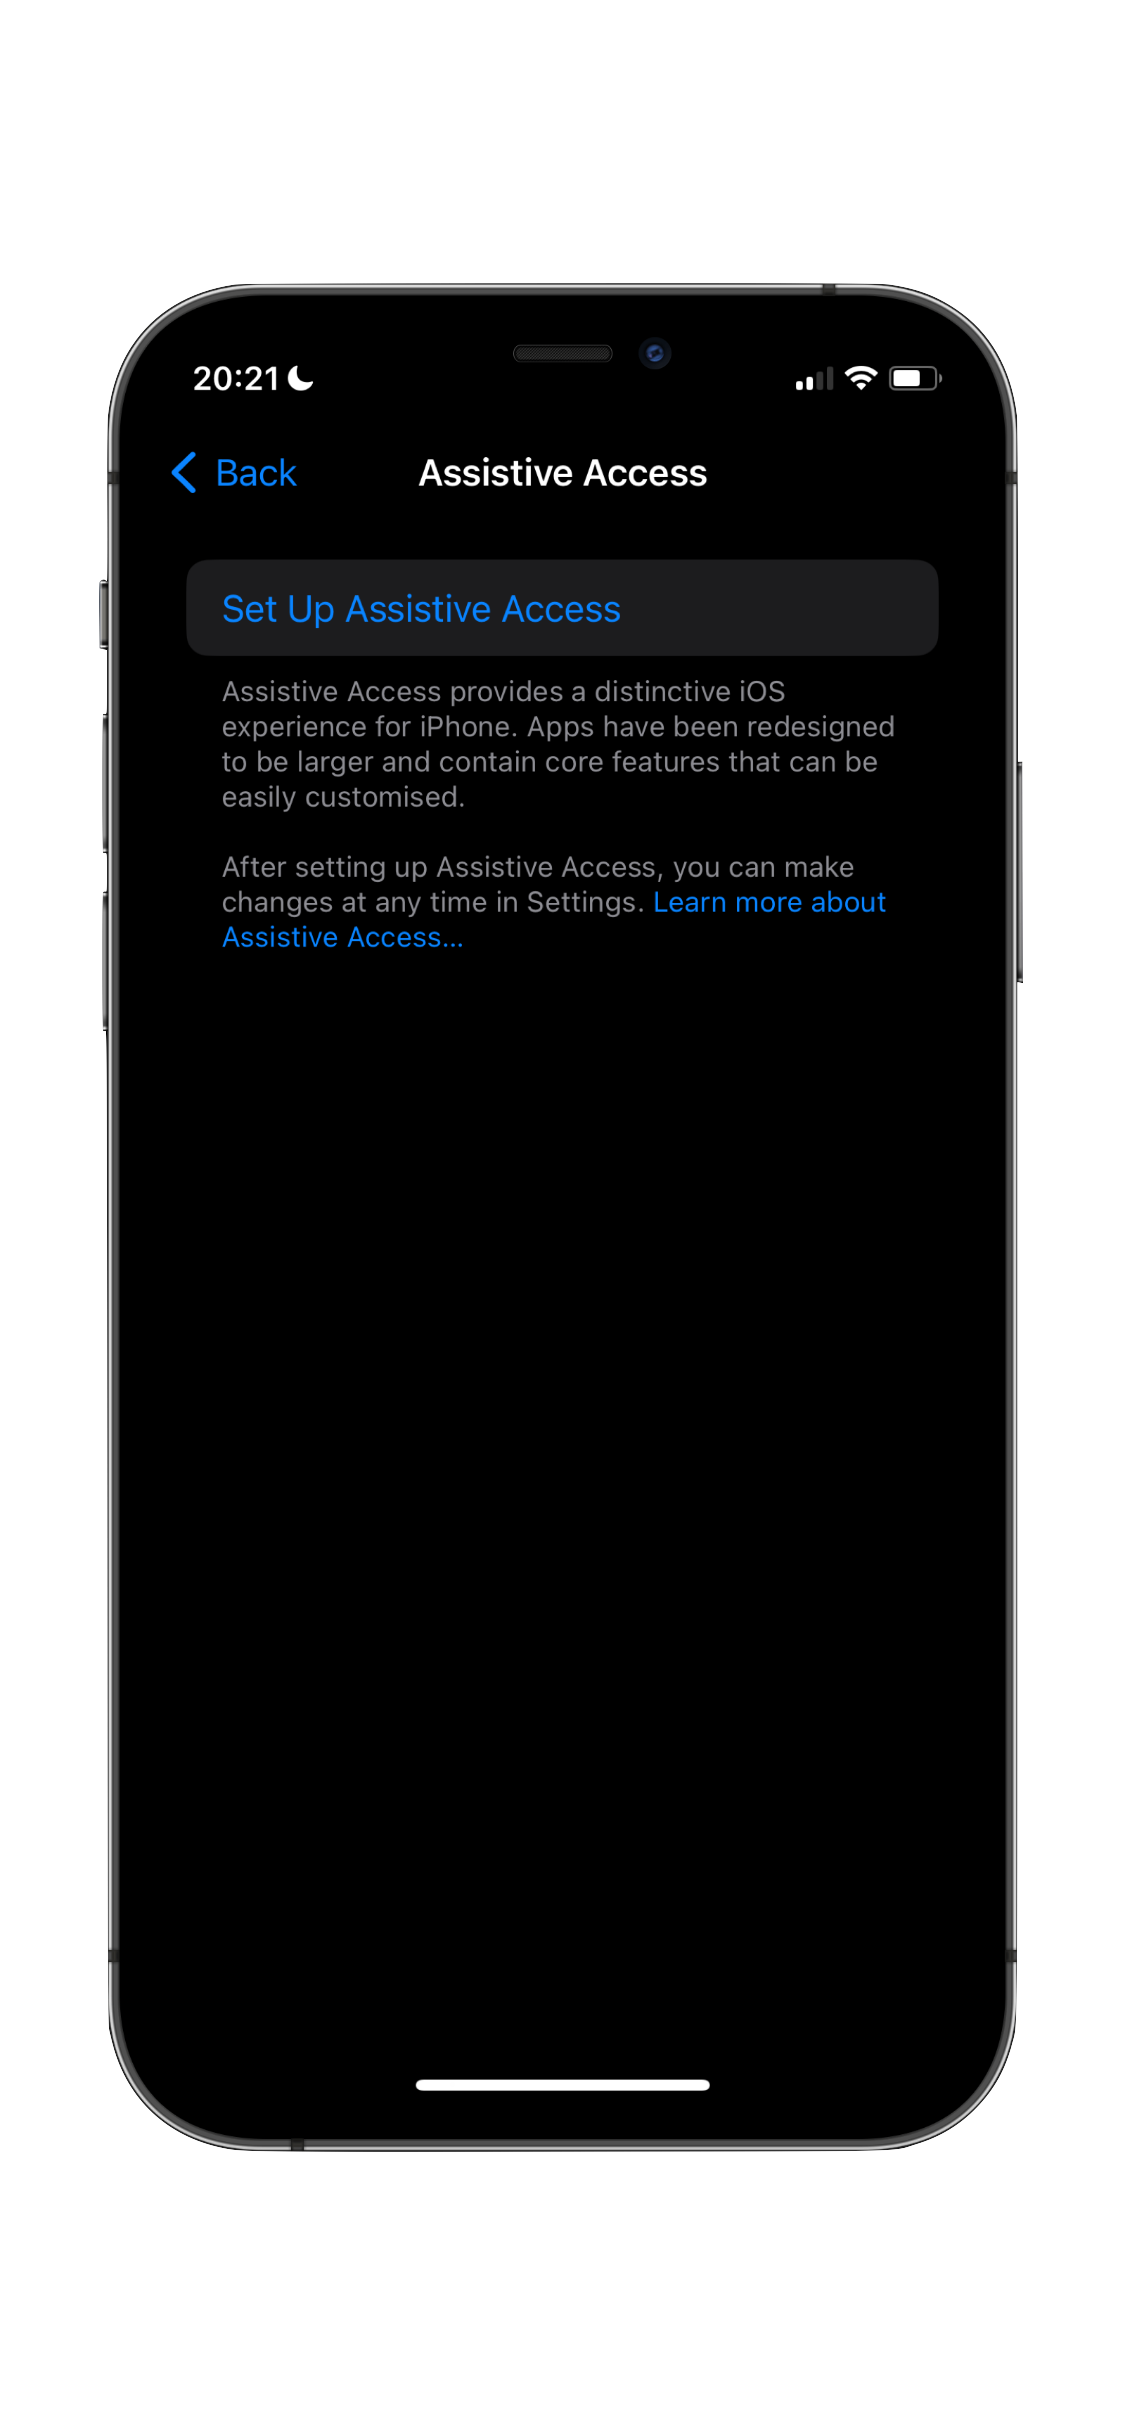 20:21
Back
Assistive Access
Set Up Assistive Access
Assistive Access provides a distinctive iOS
experience for iPhone. Apps have been redesigned
to be larger and contain core features that can be
easily customised.
After setting up Assistive Access, you can make
changes at any time in Settings. Learn more about
Assistive Access...